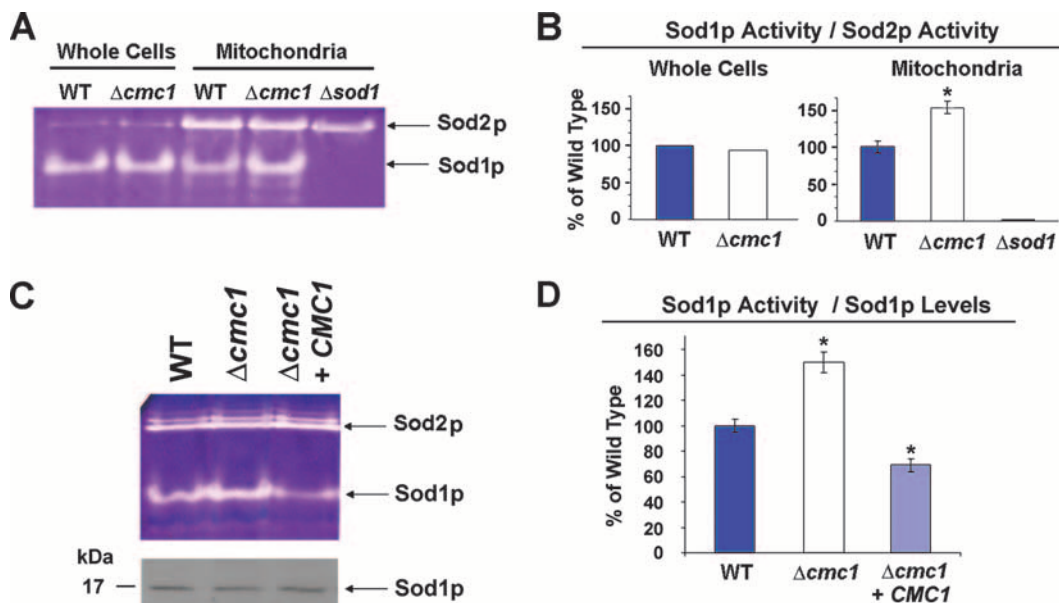 A
Whole Cells Mitochondria
WT Δcmc1 WT Δcmc1 Δsod1
Sod2p
Sod1p
B
Sod1p Activity / Sod2p Activity
Whole Cells Mitochondria
% of Wild Type
150
100
50
0
WT Δcmc1
150
100
150
0
*
WT Δcmc1 Δsod1
C
WT Δcmc1 Δcmc1 + CMC1
Sod2p
Sod1p
kDa
17
Sod1p
D
Sod1p Activity / Sod1p Levels
% of Wild Type
160
140
120
100
80
60
40
20
0
*
*
WT Δcmc1 Δcmc1
+ CMC1